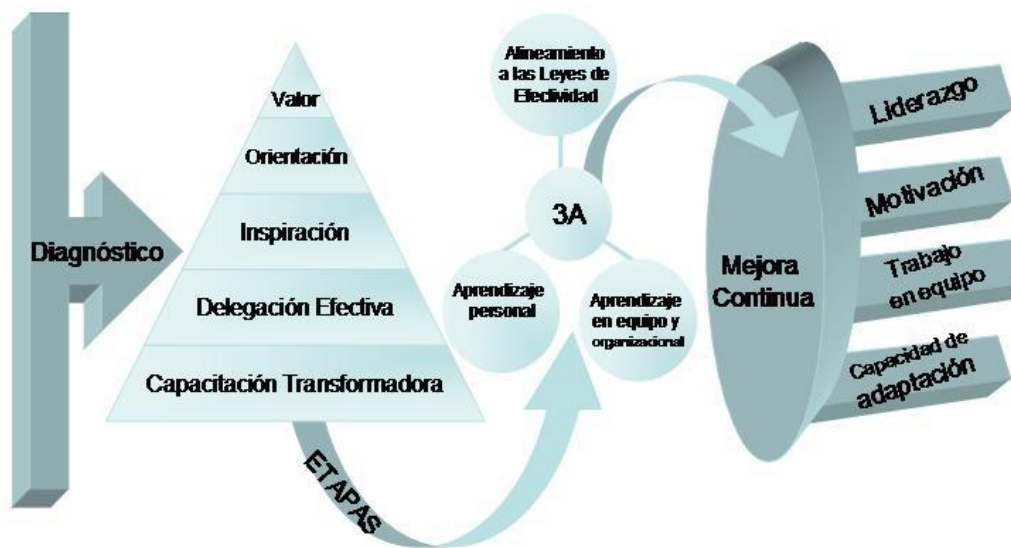 Diagnóstico
Valor
Orientación
Inspiración
Delegación Efectiva
Capacitación Transformadora
ETAPAS
Alineamiento
a las Leyes de
Efectividad
3A
Aprendizaje
personal
Aprendizaje
en equipo y
organizacional
Mejora
Continua
Liderazgo
Motivación
Trabajo
en equipo
Capacidad de
adaptación